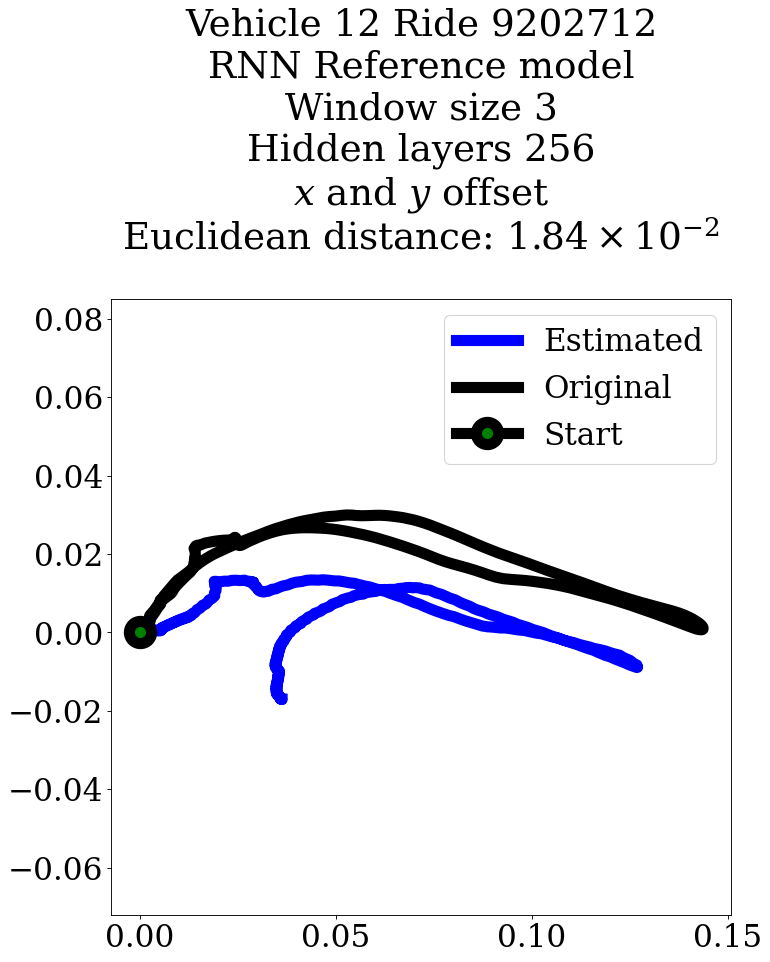 Vehicle 12 Ride 9202712
RNN Reference model
Window size 3
Hidden layers 256
x and y offset
Euclidean distance: 1.84 × 10⁻²
Estimated
Original
Start
0.08
0.06
0.04
0.02
0.00
−0.02
−0.04
−0.06
0.00 0.05 0.10 0.15